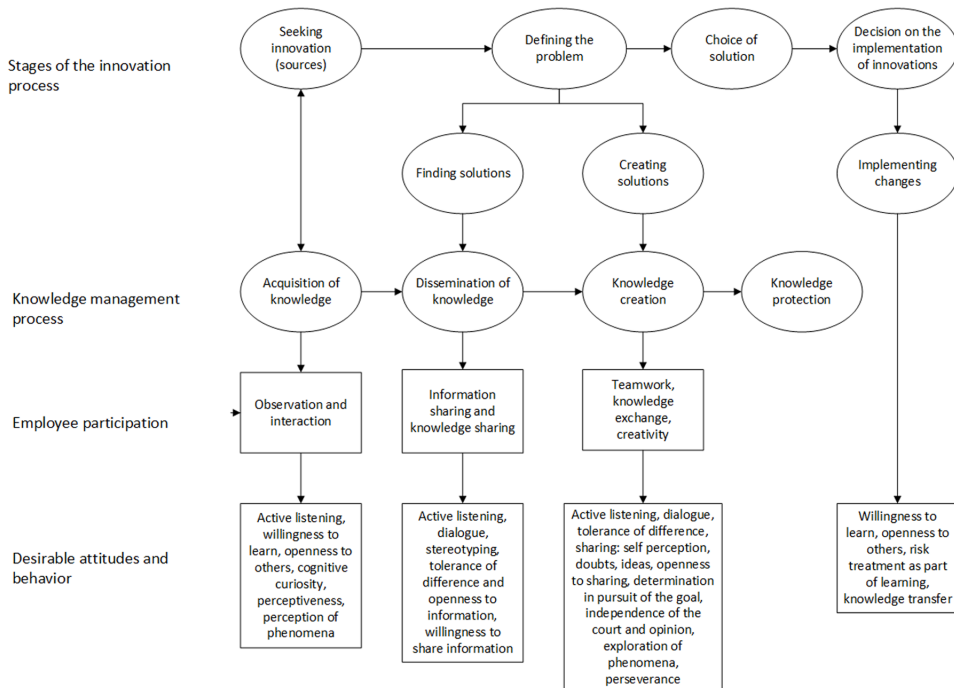 Stages of the innovation
process
Seeking
innovation
(sources)
Defining the
problem
Choice of
solution
Decision on the
implementation
of innovations
Finding solutions
Creating
solutions
Implementing
changes
Knowledge management
process
Acquisition of
knowledge
Dissemination of
knowledge
Knowledge
creation
Knowledge
protection
Employee participation
Observation and
interaction
Information
sharing and
knowledge sharing
Teamwork,
knowledge
exchange,
creativity
Desirable attitudes and
behavior
Active listening,
willingness to
learn, openness to
others, cognitive
curiosity,
perceptiveness,
perception of
phenomena
Active listening,
dialogue,
stereotyping,
tolerance of
difference and
openness to
information,
willingness to
share information
Active listening, dialogue,
tolerance of difference,
sharing: self perception,
doubts, ideas, openness
to sharing, determination
in pursuit of the goal,
independence of the
court and opinion,
exploration of
phenomena,
perseverance
Willingness to
learn, openness to
others, risk
treatment as part
of learning,
knowledge transfer